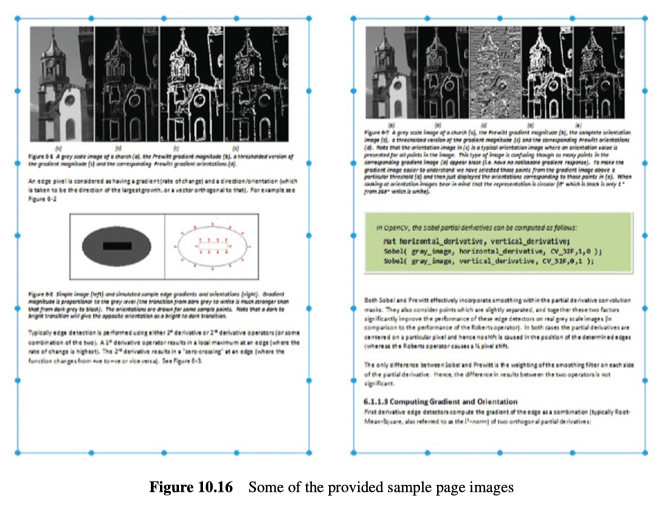 (a) (b) (c) (d)
Figure 6-1 A grey scale image of a church (a), the Prewitt gradient magnitude (b), a thresholded version of
the gradient magnitude (c) and the corresponding Prewitt gradient orientations (d).
An edge pixel is considered as having a gradient (rate of change) and a direction/orientation (which
is taken to be the direction of the largest growth, or a vector orthogonal to that). For example see
Figure 6-2
Figure 6-2 Simple image (left) and simulated sample edge gradients and orientations (right). Gradient
magnitude is proportional to the grey level (the transition from dark grey to white is much stronger than
that from dark grey to black). The orientations are drawn for some sample points. Note that a dark to
bright transition will give the opposite orientation as a bright to dark transition.
Typically edge detection is performed using either 1st derivative or 2nd derivative operators (or some
combination of the two). A 1st derivative operator results in a local maximum at an edge (where the
rate of change is highest). The 2nd derivative results in a "zero-crossing" at an edge (where the
function changes from +ve to –ve or vice versa). See Figure 6-3.
(a) (b) (c) (d) (e)
Figure 6-7 A grey scale image of a church (a), the Prewitt gradient magnitude (b), the complete orientation
image (c), a thresholded version of the gradient magnitude (d) and the corresponding Prewitt orientations
(e). Note that the orientation image in (c) is a typical orientation image where an orientation value is
presented for all points in the image. This type of image is confusing though as many points in the
corresponding gradient image (b) appear black (i.e. have no noticeable gradient response). To make the
gradient image easier to understand we have selected those points from the gradient image above a
particular threshold (d) and then just displayed the orientations corresponding to those points in (e). When
looking at orientation images bear in mind that the representation is circular (0° which is black is only 1°
from 359° which is white).
In OpenCV, the Sobel partial derivatives can be computed as follows:
Mat horizontal_derivative, vertical_derivative;
Sobel( gray_image, horizontal_derivative, CV_32F,1,0 );
Sobel( gray_image, vertical_derivative, CV_32F,0,1 );
Both Sobel and Prewitt effectively incorporate smoothing within the partial derivative convolution
masks. They also consider points which are slightly separated, and together these two factors
significantly improve the performance of these edge detectors on real grey scale images (in
comparison to the performance of the Roberts operator). In both cases the partial derivatives are
centered on a particular pixel and hence no shift is caused in the position of the determined edges
(whereas the Roberts operator causes a ½ pixel shift.
The only difference between Sobel and Prewitt is the weighting of the smoothing filter on each side
of the partial derivative. Hence, the difference in results between the two operators is not
significant.
6.1.1.3 Computing Gradient and Orientation
First derivative edge detectors compute the gradient of the edge as a combination (typically Root-
Mean-Square, also referred to as the l²-norm) of two orthogonal partial derivatives:
Figure 10.16 Some of the provided sample page images